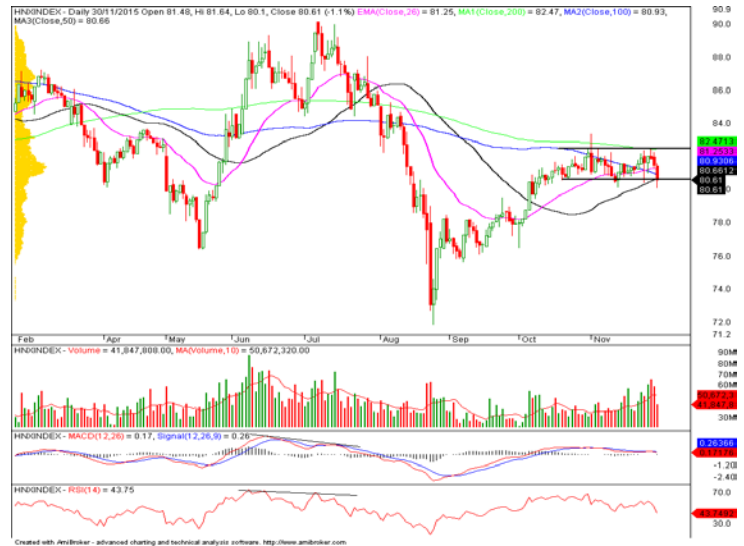 HNXINDEX - Daily 30/11/2015 Open 81.48, Hi 81.64, Lo 80.1, Close 80.61 (-1.1%) EMA(Close,26) = 81.25, MA1(Close,200) = 82.47, MA2(Close,100) = 80.93,
MA3(Close,50) = 80.66
90.9
90.0
88.0
86.0
84.0
82.4713
81.2533
80.9306
80.6612
80.61
80.61
78.0
76.0
74.0
72.0
71.2
Feb Apr May Jun Jul Aug Sep Oct Nov
HNXINDEX - Volume = 41,847,808.00, MA(Volume,10) = 50,672,320.00
90M
80M
70M
60M
50,672,3
41,847,8
30M
HNXINDEX - MACD(12,26) = 0.17, Signal(12,26,9) = 0.26
0.26366
-1.20
-2.40
HNXINDEX - RSI(14) = 43.75
70.0
43.7492
30.0
Created with AmiBroker - advanced charting and technical analysis software. http://www.amibroker.com